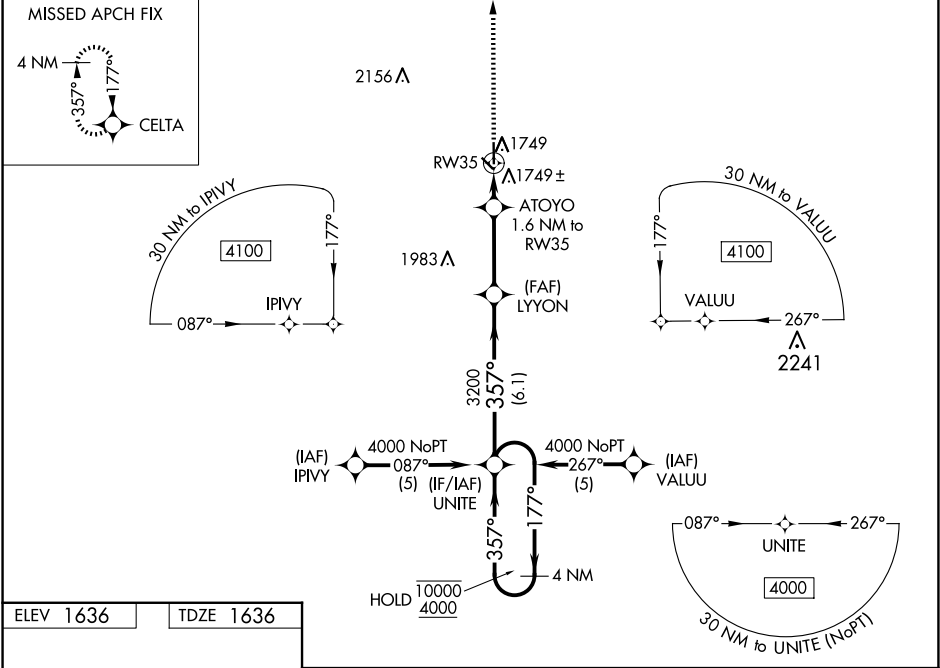 MISSED APCH FIX
4 NM
357°
177°
CELTA
2156
1749
RW35
1749 ±
ATOYO
1.6 NM to
RW35
1983
(FAF)
LYYON
30 NM to IPIVY
4100
177°
IPIVY
087°
30 NM to VALUU
4100
177°
VALUU
267°
2241
3200
357°
(6.1)
(IAF)
IPIVY
4000 NoPT
087°
(5)
(IF/IAF)
UNITE
4000 NoPT
267°
(5)
(IAF)
VALUU
357°
177°
4 NM
HOLD
10000
4000
087°
267°
UNITE
4000
30 NM to UNITE (NoPT)
ELEV 1636
TDZE 1636